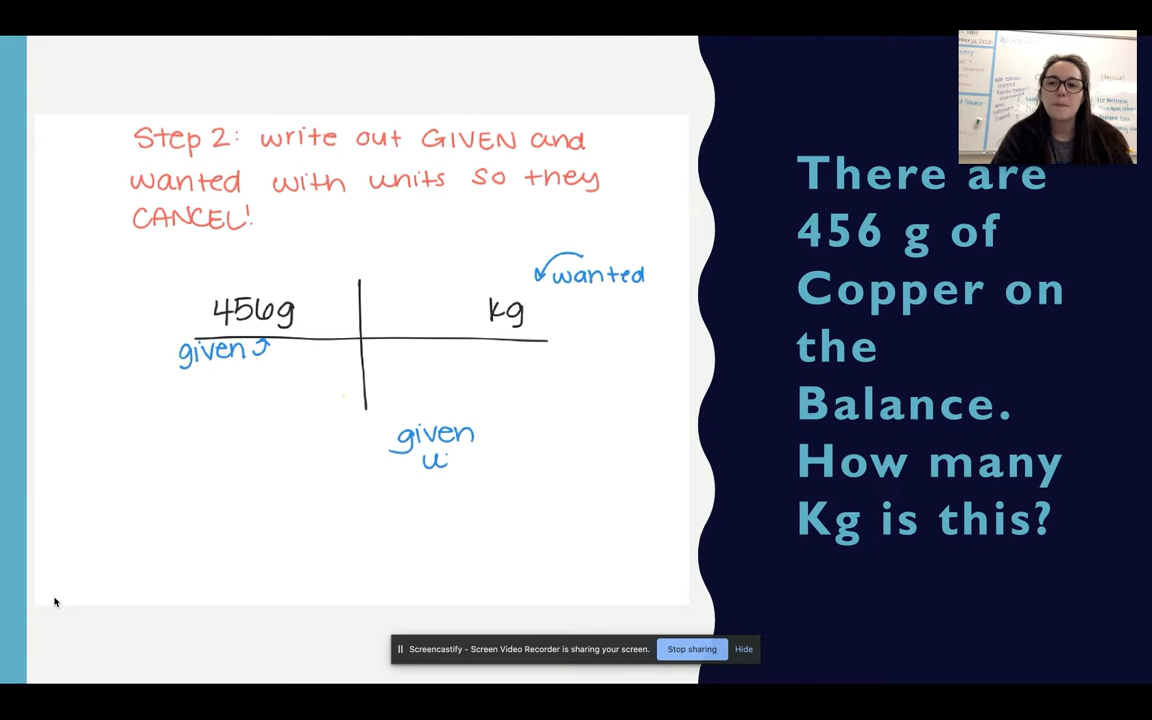 Step 2: write out GIVEN and
wanted with units so they
CANCEL!
wanted
456g
kg
given
given
u
There are
456 g of
Copper on
the
Balance.
How many
Kg is this?
Screencastify - Screen Video Recorder is sharing your screen.
Stop sharing
Hide